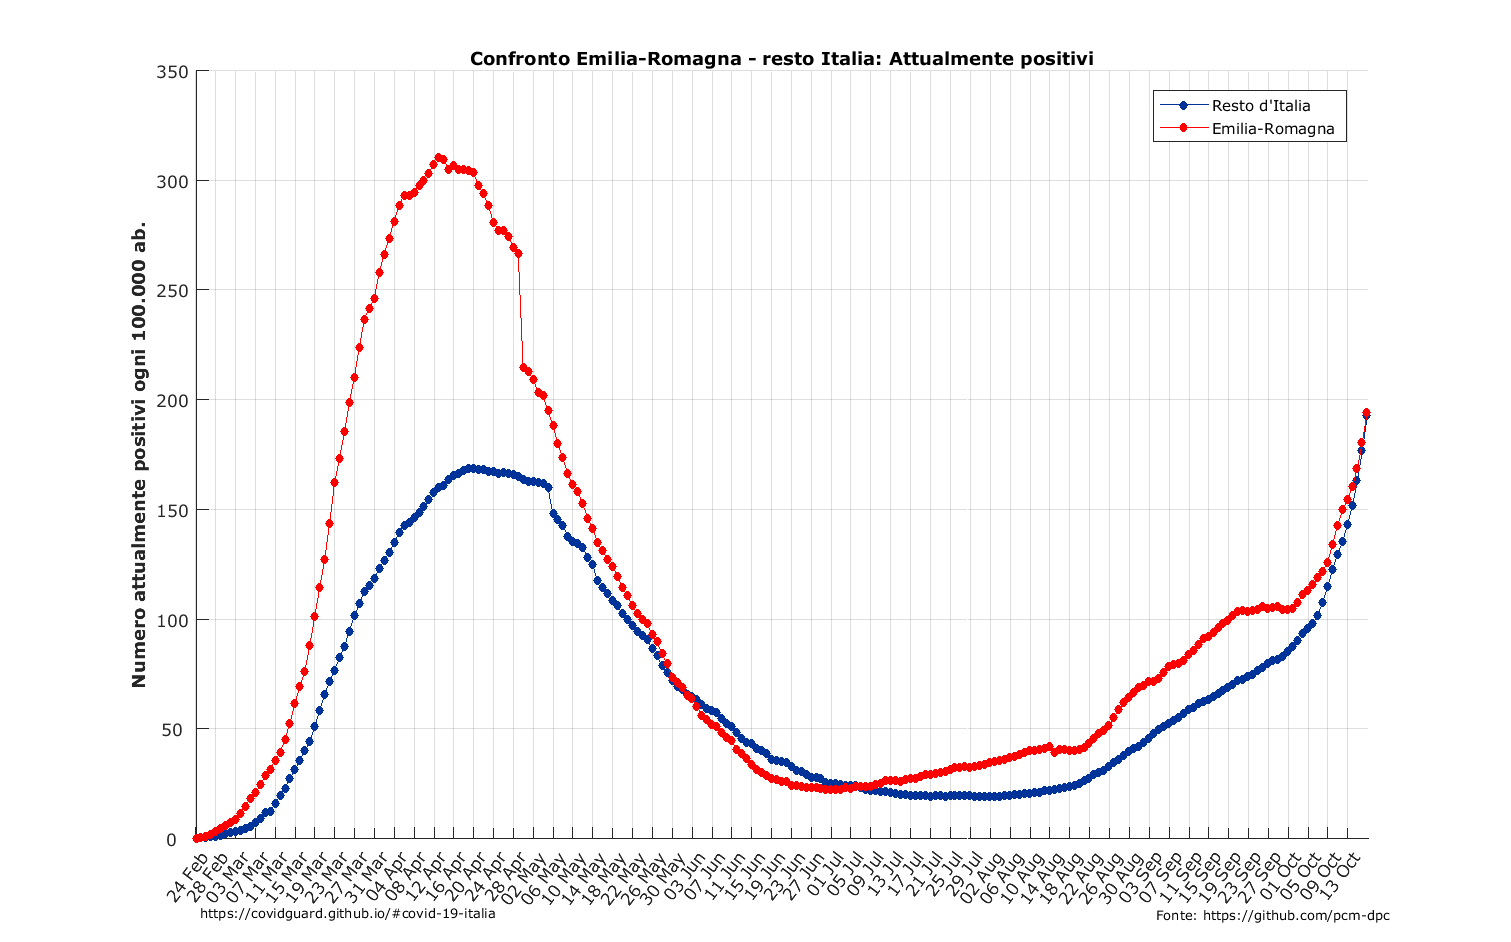 Confronto Emilia-Romagna - resto Italia: Attualmente positivi
Resto d'Italia
Emilia-Romagna
Numero attualmente positivi ogni 100.000 ab.
350
300
250
200
150
100
50
0
24 Feb
28 Feb
03 Mar
07 Mar
11 Mar
15 Mar
19 Mar
23 Mar
27 Mar
31 Mar
04 Apr
08 Apr
12 Apr
16 Apr
20 Apr
24 Apr
28 Apr
02 May
06 May
10 May
14 May
18 May
22 May
26 May
30 May
03 Jun
07 Jun
11 Jun
15 Jun
19 Jun
23 Jun
27 Jun
01 Jul
05 Jul
09 Jul
13 Jul
17 Jul
21 Jul
25 Jul
29 Jul
02 Aug
06 Aug
10 Aug
14 Aug
18 Aug
22 Aug
26 Aug
30 Aug
03 Sep
07 Sep
11 Sep
15 Sep
19 Sep
23 Sep
27 Sep
01 Oct
05 Oct
09 Oct
13 Oct
https://covidguard.github.io/#covid-19-italia
Fonte: https://github.com/pcm-dpc